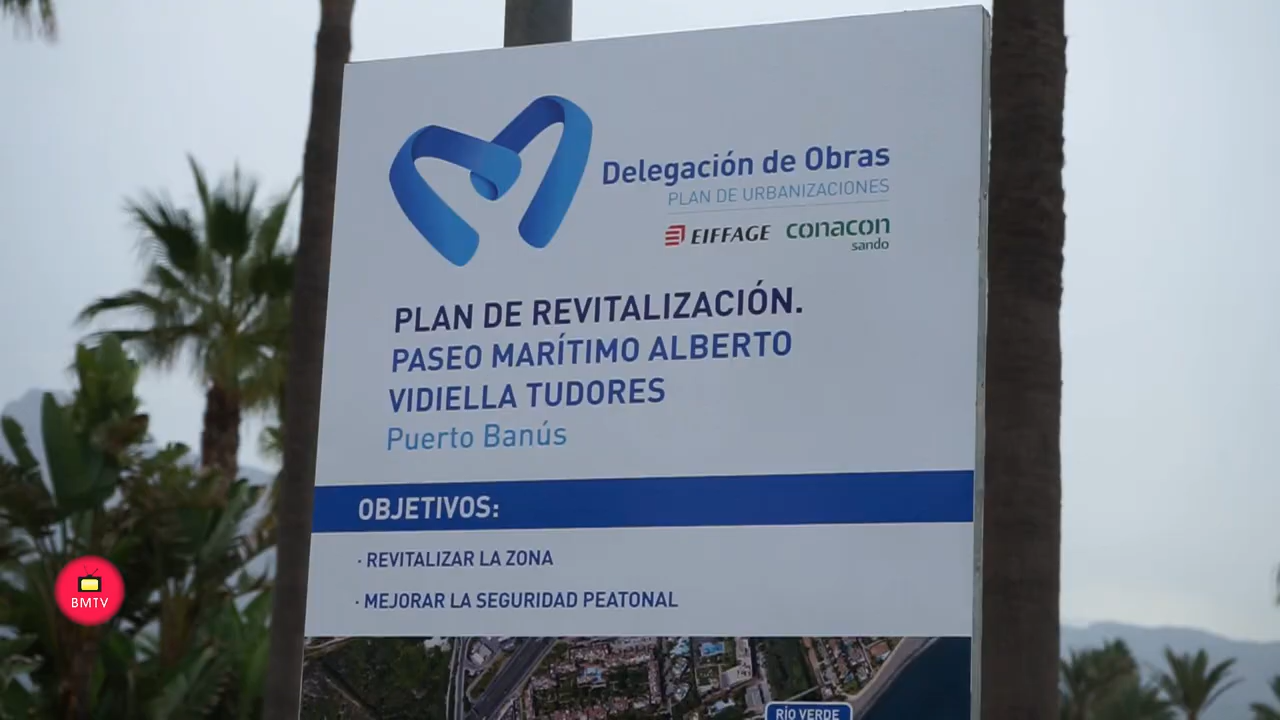 Delegación de Obras
PLAN DE URBANIZACIONES
EIFFAGE conacon
sando
PLAN DE REVITALIZACIÓN.
PASEO MARÍTIMO ALBERTO
VIDIELLA TUDORES
Puerto Banús
OBJETIVOS:
· REVITALIZAR LA ZONA
· MEJORAR LA SEGURIDAD PEATONAL
BMTV
RÍO VERDE